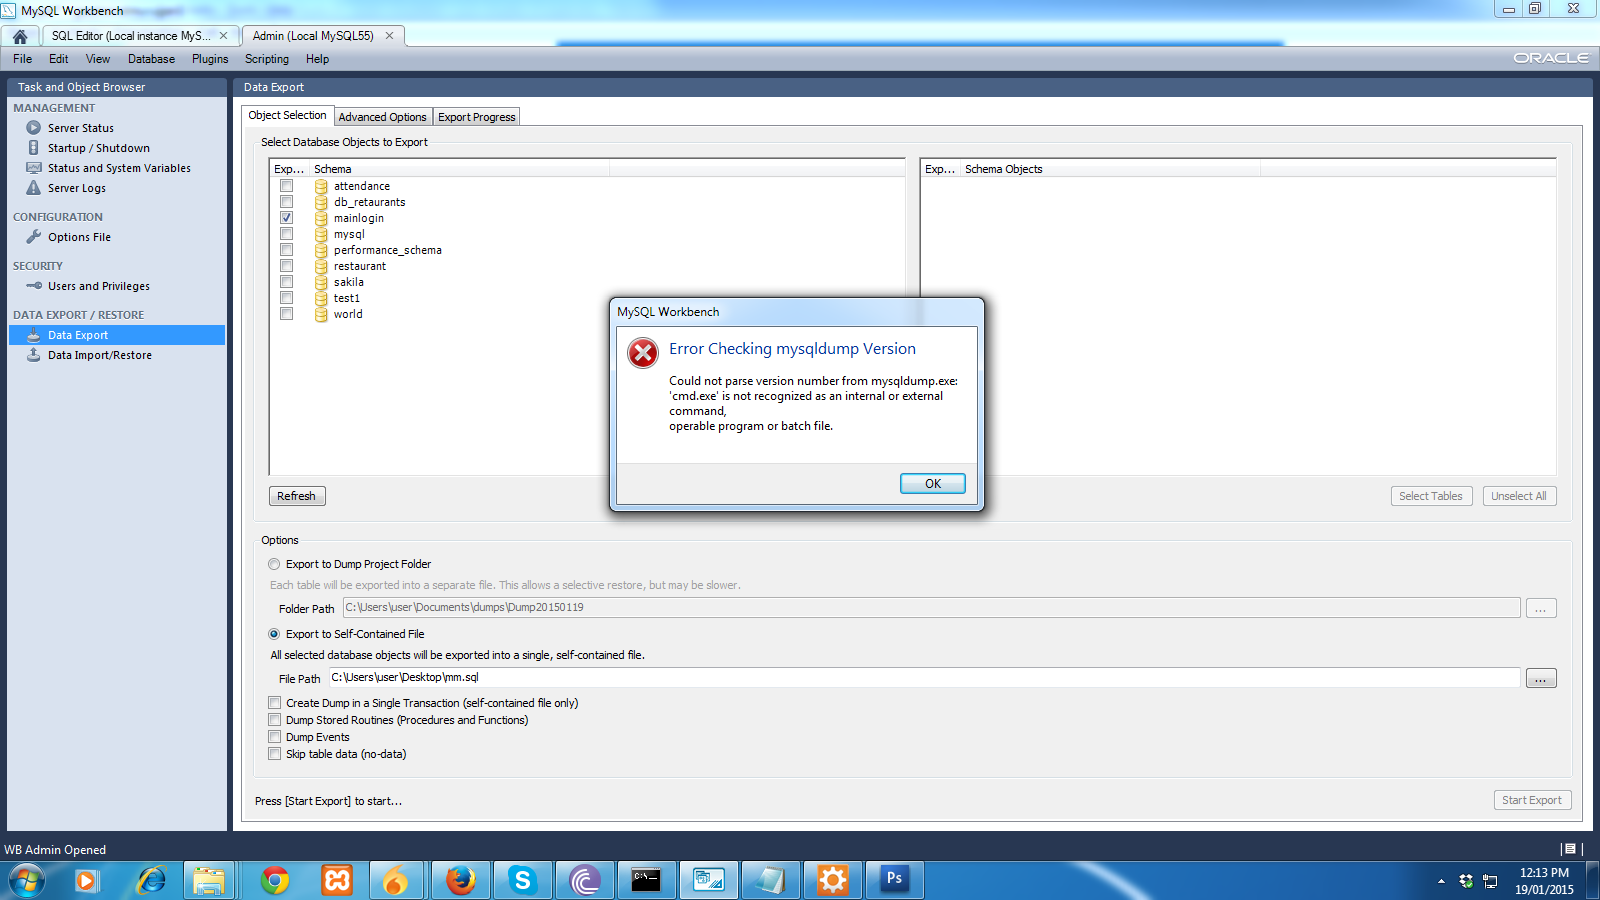 MySQL Workbench
SQL Editor (Local instance MyS...
Admin (Local MySQL55)
File Edit View Database Plugins Scripting Help
ORACLE
Task and Object Browser
MANAGEMENT
Server Status
Startup / Shutdown
Status and System Variables
Server Logs
CONFIGURATION
Options File
SECURITY
Users and Privileges
DATA EXPORT / RESTORE
Data Export
Data Import/Restore
Data Export
Object Selection Advanced Options Export Progress
Select Database Objects to Export
Exp... Schema
attendance
db_retaurants
mainlogin
mysql
performance_schema
restaurant
sakila
test1
world
Exp... Schema Objects
MySQL Workbench
Error Checking mysqldump Version
Could not parse version number from mysqldump.exe:
'cmd.exe' is not recognized as an internal or external
command,
operable program or batch file.
OK
Refresh
Select Tables Unselect All
Options
Export to Dump Project Folder
Each table will be exported into a separate file. This allows a selective restore, but may be slower.
Folder Path C:\Users\user\Documents\dumps\Dump20150119 ...
Export to Self-Contained File
All selected database objects will be exported into a single, self-contained file.
File Path C:\Users\user\Desktop\mm.sql ...
Create Dump in a Single Transaction (self-contained file only)
Dump Stored Routines (Procedures and Functions)
Dump Events
Skip table data (no-data)
Press [Start Export] to start...
Start Export
WB Admin Opened
C:\_
Ps
12:13 PM
19/01/2015